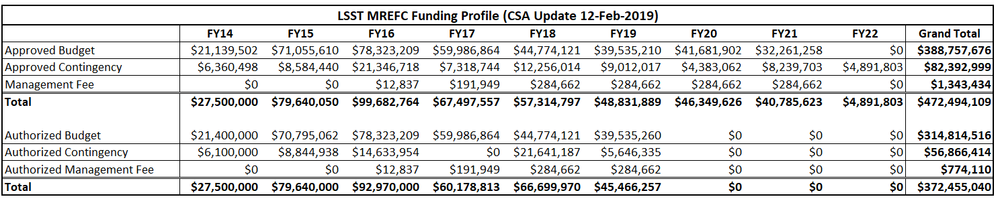 LSST MREFC Funding Profile (CSA Update 12-Feb-2019)
FY14 FY15 FY16 FY17 FY18 FY19 FY20 FY21 FY22 Grand Total
Approved Budget $21,139,502 $71,055,610 $78,323,209 $59,986,864 $44,774,121 $39,535,210 $41,681,902 $32,261,258 $0 $388,757,676
Approved Contingency $6,360,498 $8,584,440 $21,346,718 $7,318,744 $12,256,014 $9,012,017 $4,383,062 $8,239,703 $4,891,803 $82,392,999
Management Fee $0 $0 $12,837 $191,949 $284,662 $284,662 $284,662 $284,662 $0 $1,343,434
Total $27,500,000 $79,640,050 $99,682,764 $67,497,557 $57,314,797 $48,831,889 $46,349,626 $40,785,623 $4,891,803 $472,494,109
Authorized Budget $21,400,000 $70,795,062 $78,323,209 $59,986,864 $44,774,121 $39,535,260 $0 $0 $0 $314,814,516
Authorized Contingency $6,100,000 $8,844,938 $14,633,954 $0 $21,641,187 $5,646,335 $0 $0 $0 $56,866,414
Authorized Management Fee $0 $0 $12,837 $191,949 $284,662 $284,662 $0 $0 $0 $774,110
Total $27,500,000 $79,640,000 $92,970,000 $60,178,813 $66,699,970 $45,466,257 $0 $0 $0 $372,455,040